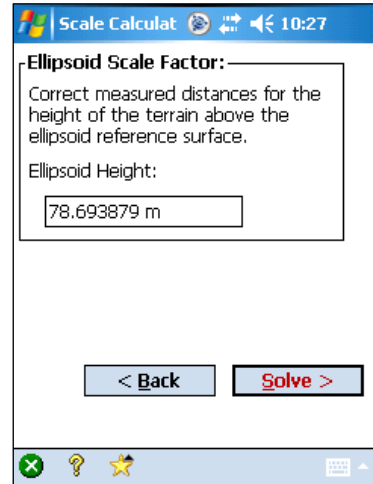 Scale Calculat 10:27
Ellipsoid Scale Factor:
Correct measured distances for the
height of the terrain above the
ellipsoid reference surface.
Ellipsoid Height:
78.693879 m
< Back Solve >